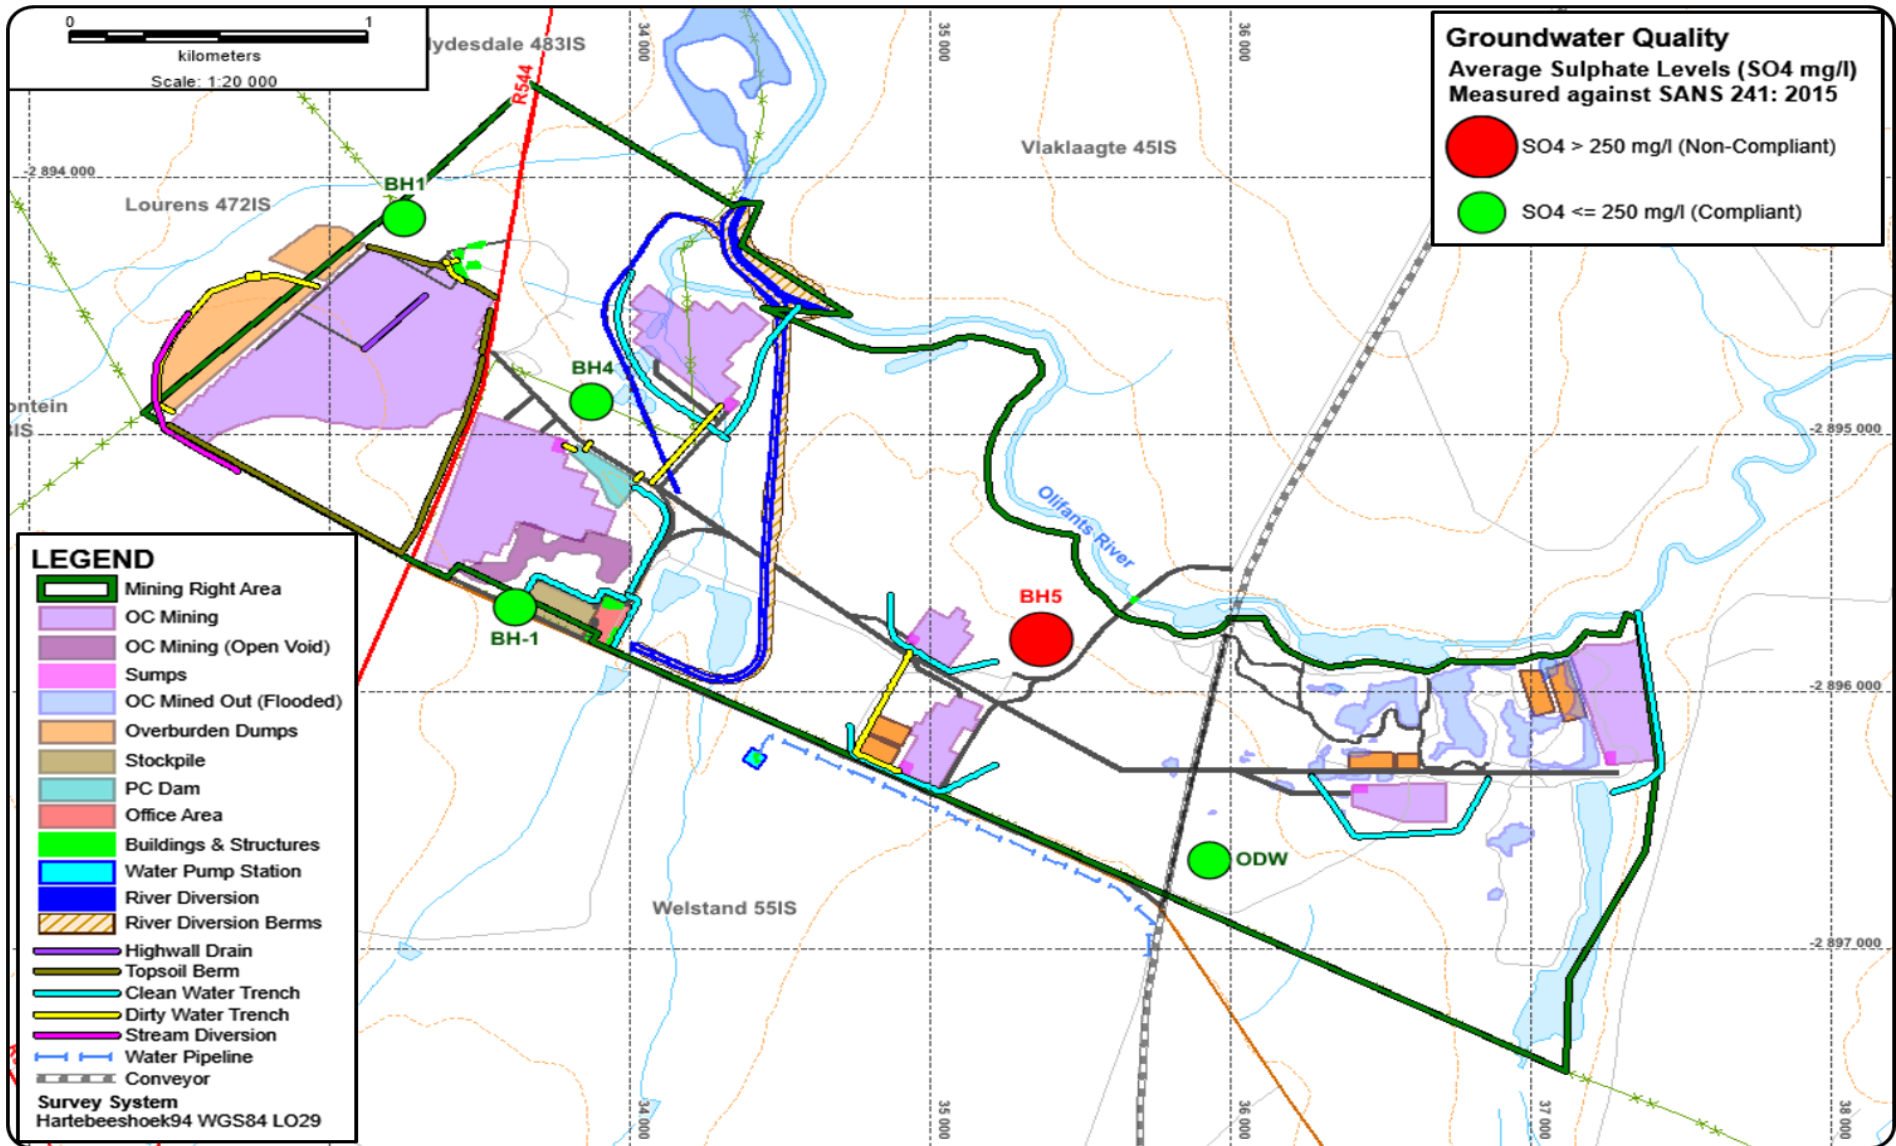 0 1
kilometers
Scale: 1:20 000
lydesdale 483IS
R544
34 000
35 000
36 000
Groundwater Quality
Average Sulphate Levels (SO4 mg/l)
Measured against SANS 241: 2015
SO4 > 250 mg/l (Non-Compliant)
SO4 <= 250 mg/l (Compliant)
Vlaklaagte 45IS
-2 894 000
BH1
Lourens 472IS
BH4
ontein
IS
-2 895 000
Olifants River
BH5
BH-1
-2 896 000
ODW
Welstand 55IS
-2 897 000
LEGEND
Mining Right Area
OC Mining
OC Mining (Open Void)
Sumps
OC Mined Out (Flooded)
Overburden Dumps
Stockpile
PC Dam
Office Area
Buildings & Structures
Water Pump Station
River Diversion
River Diversion Berms
Highwall Drain
Topsoil Berm
Clean Water Trench
Dirty Water Trench
Stream Diversion
Water Pipeline
Conveyor
Survey System
Hartebeeshoek94 WGS84 LO29
34 000
35 000
36 000
37 000
38 000